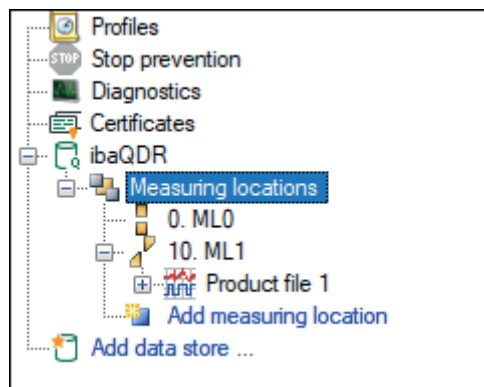 Profiles
STOP Stop prevention
Diagnostics
Certificates
ibaQDR
Measuring locations
0. ML0
10. ML1
Product file 1
Add measuring location
Add data store ...